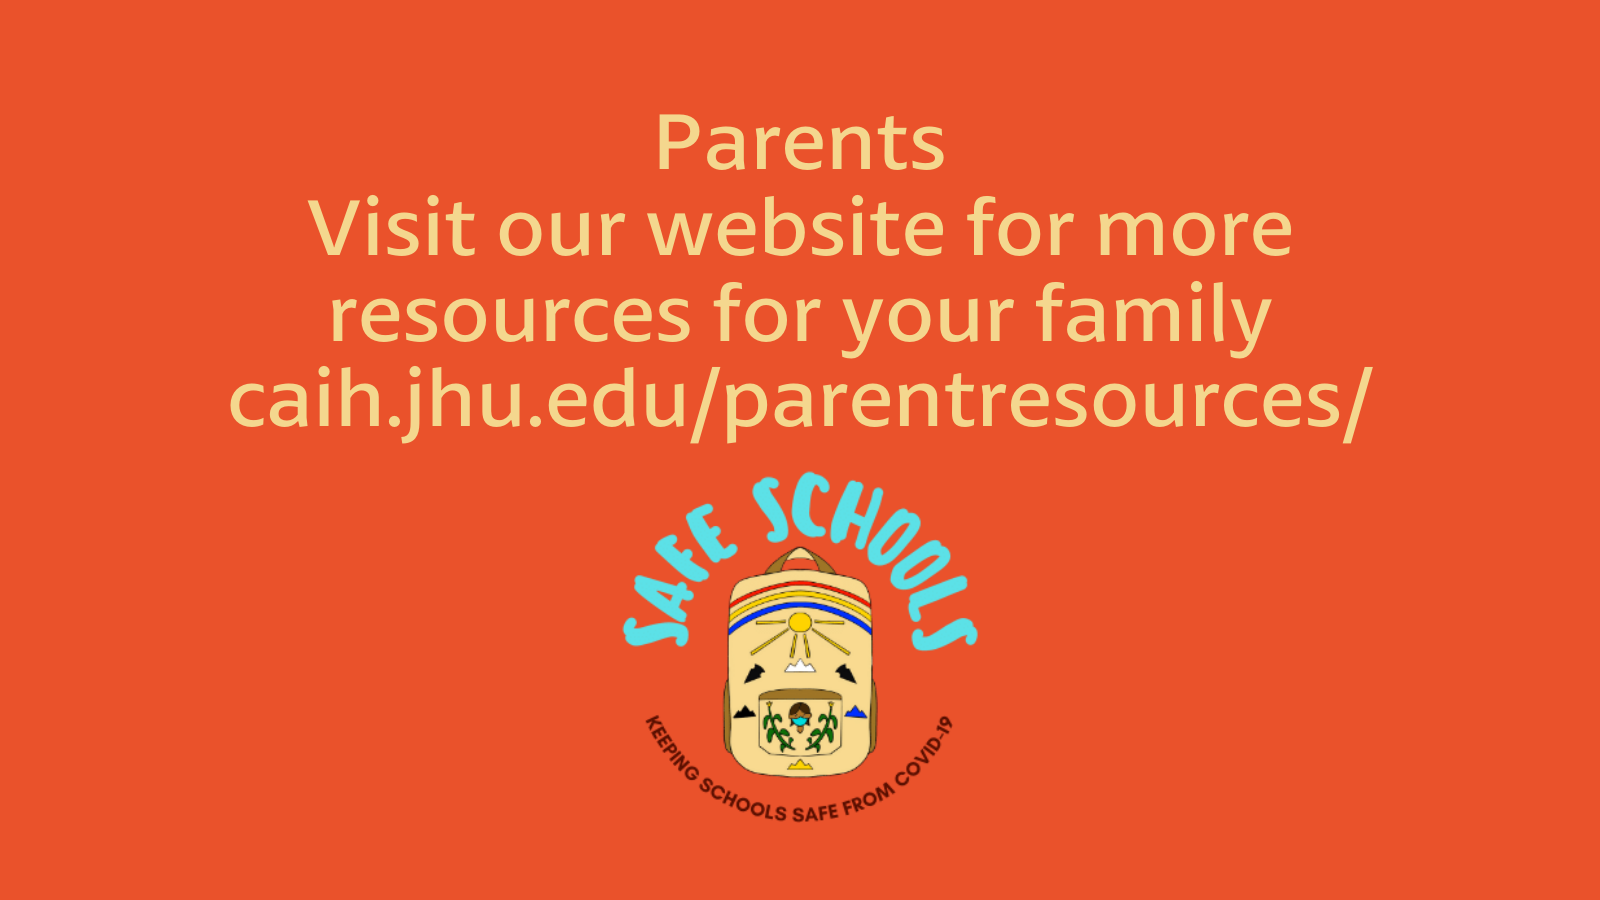 Parents
Visit our website for more
resources for your family
caih.jhu.edu/parentresources/
SAFE SCHOOLS
KEEPING SCHOOLS SAFE FROM COVID-19